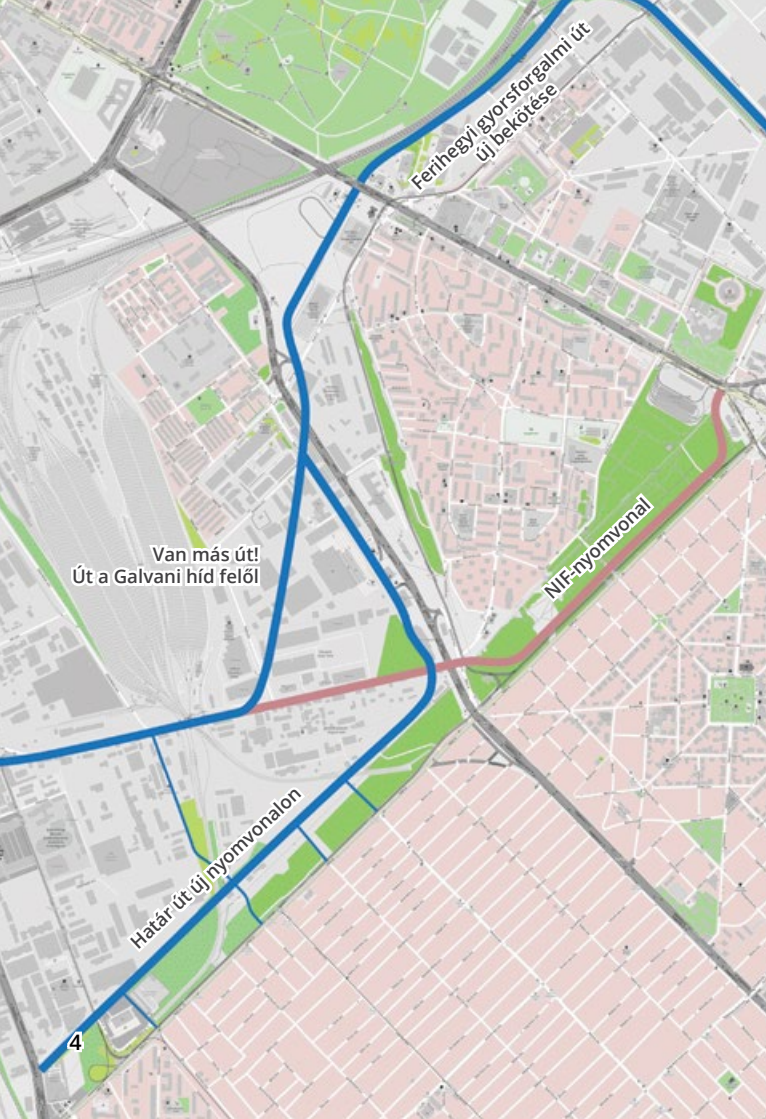 Ferihegyi gyorsforgalmi út
új bekötése
NIF-nyomvonal
Van más út!
Út a Galvani híd felől
Határ út új nyomvonalon
4